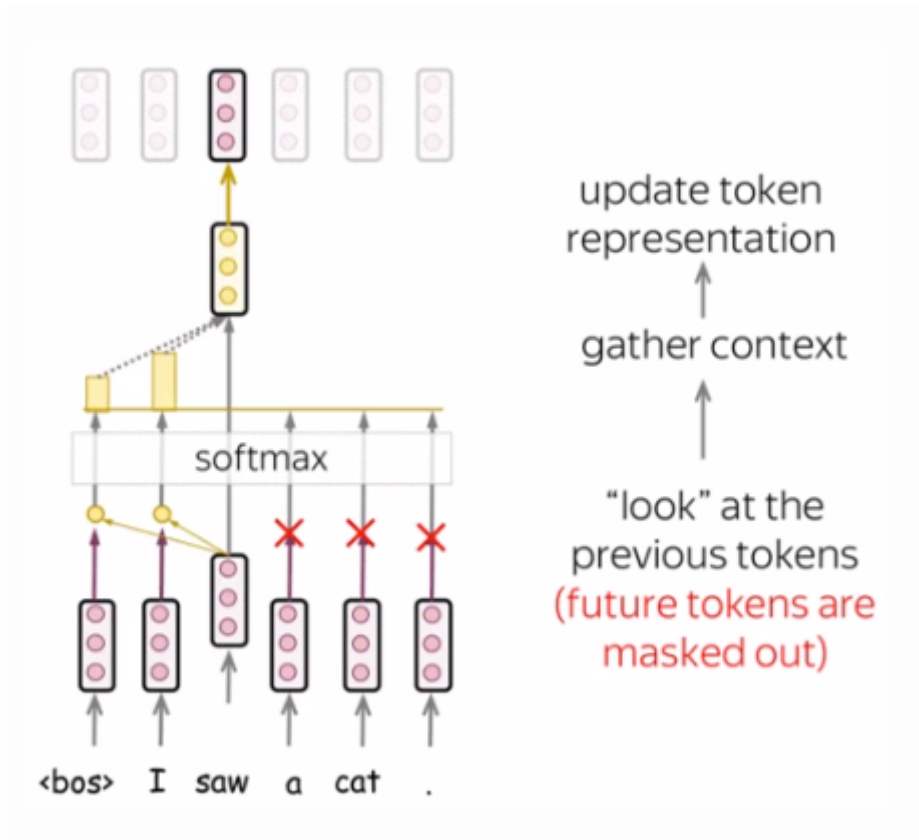 update token
representation
gather context
softmax
“look” at the
previous tokens
(future tokens are
masked out)
<bos> I saw a cat .